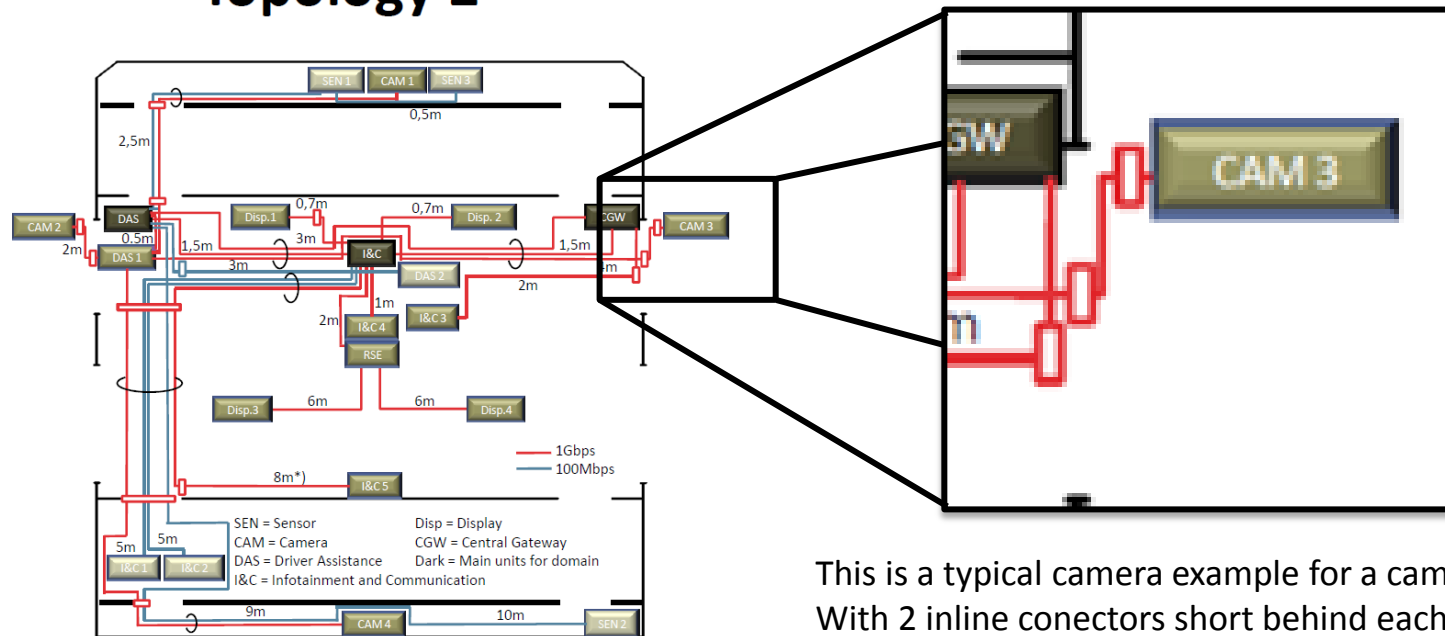 SEN 1 CAM 1 SEN 3
0,5m
2,5m
0,7m 0,7m
CAM 2 DAS Disp.1 Disp. 2 CGW CAM 3
2m 0.5m 1,5m 3m 1,5m
DAS 1 I&C
3m DAS 2 4m
2m
1m
2m I&C 4 I&C 3
RSE
6m 6m
Disp.3 Disp.4
1Gbps
100Mbps
8m*) I&C 5
SEN = Sensor Disp = Display
CAM = Camera CGW = Central Gateway
DAS = Driver Assistance Dark = Main units for domain
I&C = Infotainment and Communication
5m 5m
I&C 1 I&C 2
9m 10m
CAM 4 SEN 2
GW CAM 3
m
This is a typical camera example for a cam
With 2 inline conectors short behind each